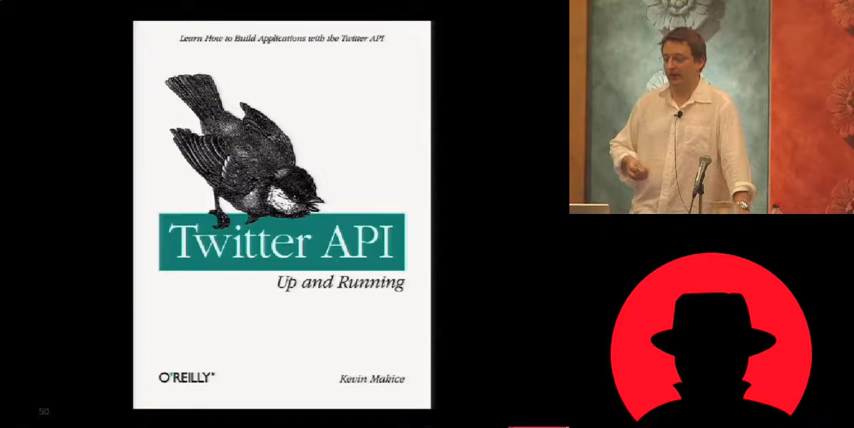 Learn How to Build Applications with the Twitter API
Twitter API
Up and Running
O'REILLY®
Kevin Makice
50